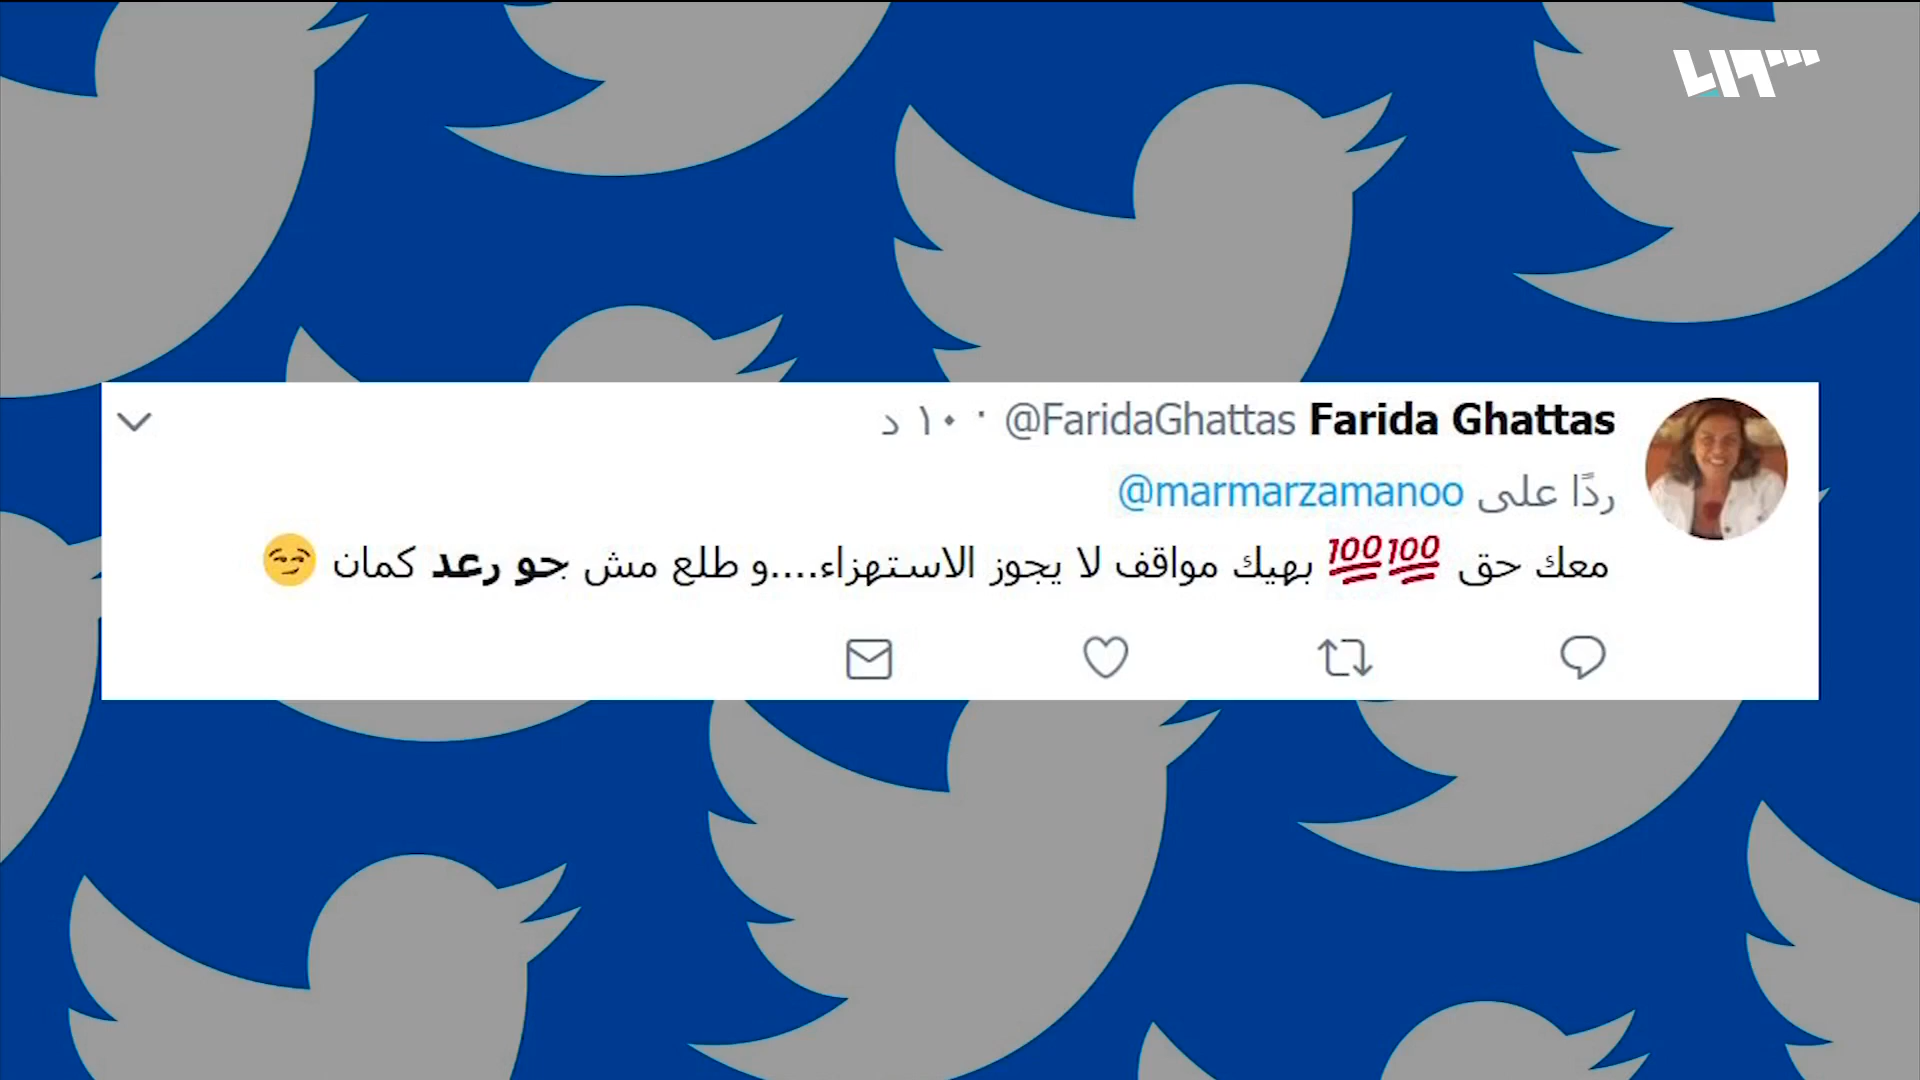 Farida Ghattas @FaridaGhattas · ١٠ د
ردًا على @marmarzamanoo
معك حق 💯💯 بهيك مواقف لا يجوز الاستهزاء....و طلع مش جو رعد كمان 😏